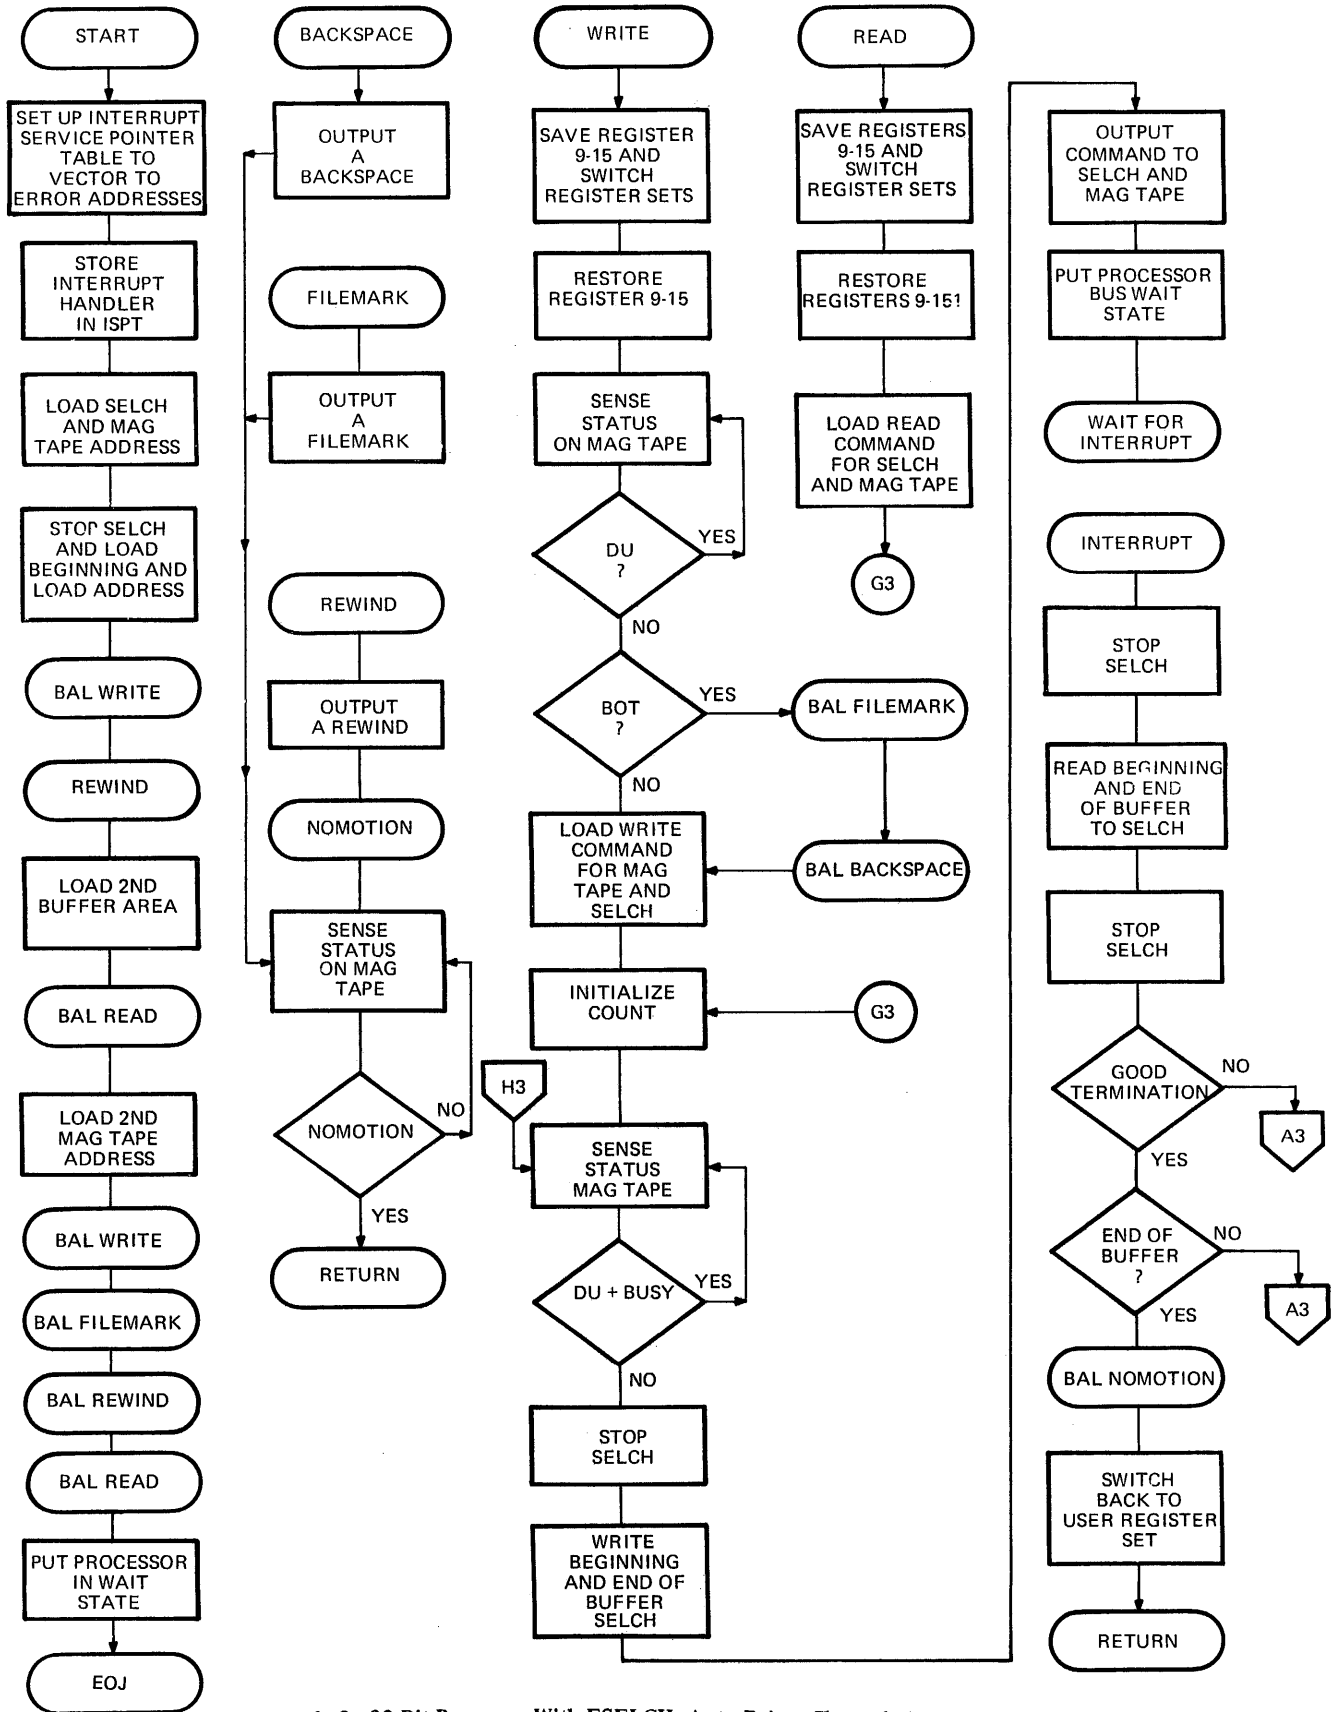 START
SET UP INTERRUPT
SERVICE POINTER
TABLE TO
VECTOR TO
ERROR ADDRESSES
STORE
INTERRUPT
HANDLER
IN ISPT
LOAD SELCH
AND MAG
TAPE ADDRESS
STOP SELCH
AND LOAD
BEGINNING AND
LOAD ADDRESS
BAL WRITE
REWIND
LOAD 2ND
BUFFER AREA
BAL READ
LOAD 2ND
MAG TAPE
ADDRESS
BAL WRITE
BAL FILEMARK
BAL REWIND
BAL READ
PUT PROCESSOR
IN WAIT
STATE
EOJ
BACKSPACE
OUTPUT
A
BACKSPACE
FILEMARK
OUTPUT
A
FILEMARK
REWIND
OUTPUT
A REWIND
NOMOTION
SENSE
STATUS
ON MAG
TAPE
NOMOTION
NO
YES
RETURN
WRITE
SAVE REGISTER
9-15 AND
SWITCH
REGISTER SETS
RESTORE
REGISTER 9-15
SENSE
STATUS
ON MAG TAPE
DU
?
YES
NO
BOT
?
YES
NO
LOAD WRITE
COMMAND
FOR MAG
TAPE AND
SELCH
INITIALIZE
COUNT
H3
SENSE
STATUS
MAG TAPE
DU + BUSY
YES
NO
STOP
SELCH
WRITE
BEGINNING
AND END OF
BUFFER
SELCH
READ
SAVE REGISTERS
9-15 AND
SWITCH
REGISTER SETS
RESTORE
REGISTERS 9-15!
LOAD READ
COMMAND
FOR SELCH
AND MAG TAPE
G3
BAL FILEMARK
BAL BACKSPACE
G3
OUTPUT
COMMAND TO
SELCH AND
MAG TAPE
PUT PROCESSOR
BUS WAIT
STATE
WAIT FOR
INTERRUPT
INTERRUPT
STOP
SELCH
READ BEGINNING
AND END
OF BUFFER
TO SELCH
STOP
SELCH
GOOD
TERMINATION
NO
A3
YES
END OF
BUFFER
?
NO
A3
YES
BAL NOMOTION
SWITCH
BACK TO
USER REGISTER
SET
RETURN